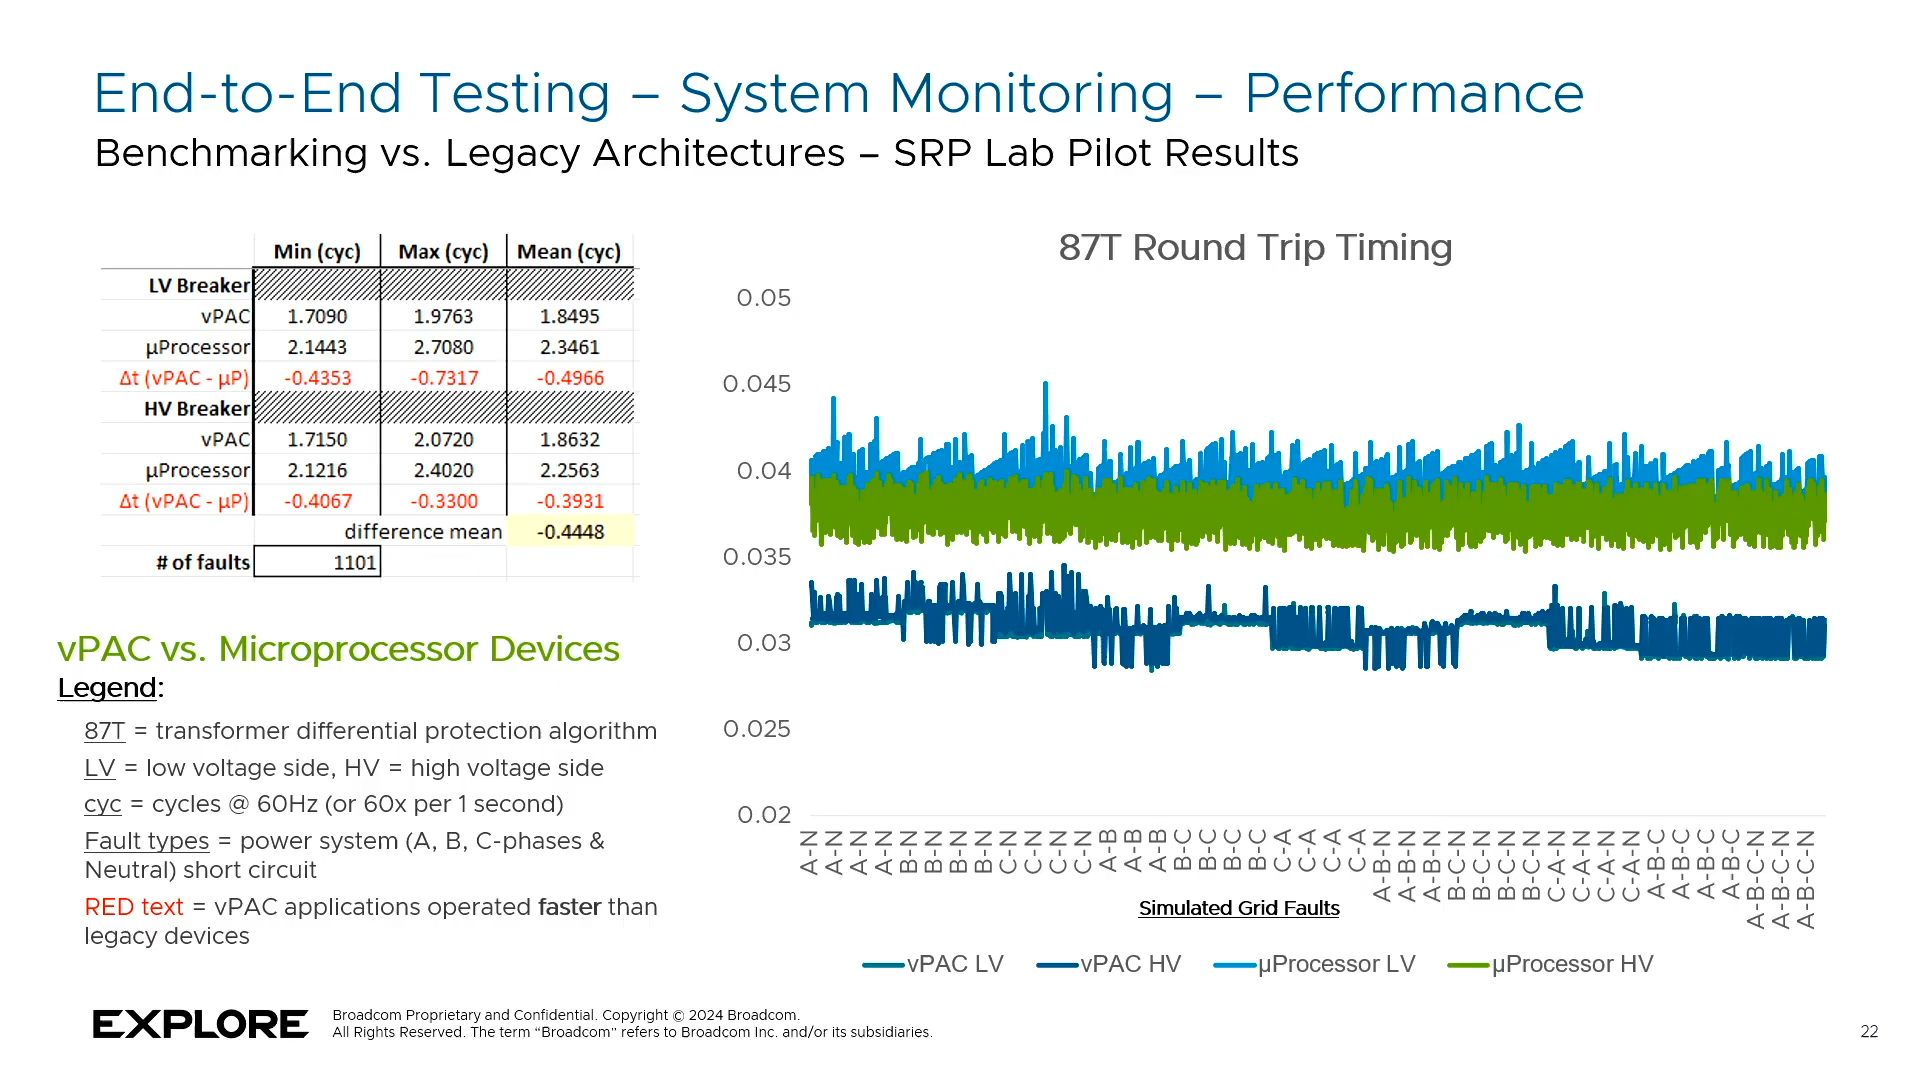 End-to-End Testing – System Monitoring – Performance
Benchmarking vs. Legacy Architectures – SRP Lab Pilot Results
Min (cyc) Max (cyc) Mean (cyc)
LV Breaker
vPAC 1.7090 1.9763 1.8495
µProcessor 2.1443 2.7080 2.3461
Δt (vPAC - µP) -0.4353 -0.7317 -0.4966
HV Breaker
vPAC 1.7150 2.0720 1.8632
µProcessor 2.1216 2.4020 2.2563
Δt (vPAC - µP) -0.4067 -0.3300 -0.3931
difference mean -0.4448
# of faults 1101
vPAC vs. Microprocessor Devices
Legend:
87T = transformer differential protection algorithm
LV = low voltage side, HV = high voltage side
cyc = cycles @ 60Hz (or 60x per 1 second)
Fault types = power system (A, B, C-phases &
Neutral) short circuit
RED text = vPAC applications operated faster than
legacy devices
87T Round Trip Timing
0.05
0.045
0.04
0.035
0.03
0.025
0.02
A-N A-N A-N A-N B-N B-N B-N B-N C-N C-N C-N C-N A-B A-B A-B B-C B-C B-C B-C C-A C-A C-A C-A A-B-N A-B-N A-B-N B-C-N B-C-N B-C-N B-C-N C-A-N C-A-N C-A-N C-A-N A-B-C A-B-C A-B-C A-B-C A-B-C-N A-B-C-N A-B-C-N
Simulated Grid Faults
vPAC LV vPAC HV µProcessor LV µProcessor HV
EXPLORE
Broadcom Proprietary and Confidential. Copyright © 2024 Broadcom.
All Rights Reserved. The term “Broadcom” refers to Broadcom Inc. and/or its subsidiaries.
22